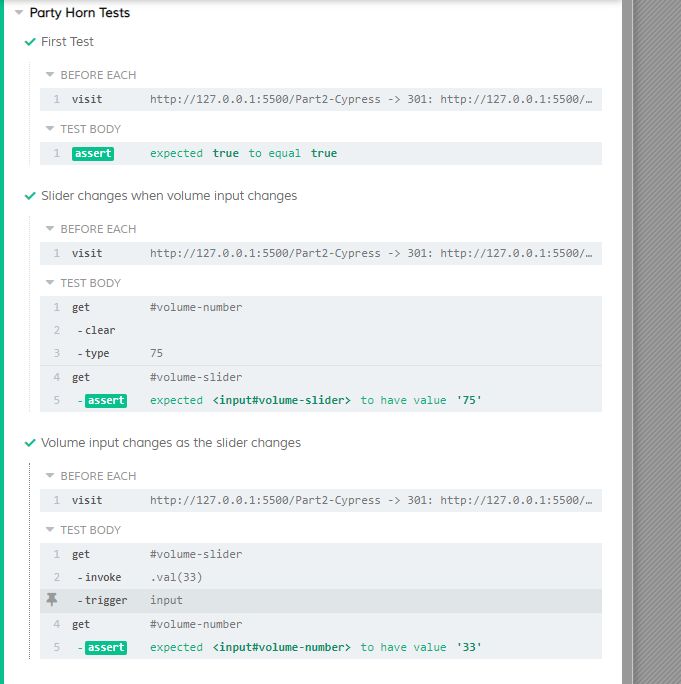 Party Horn Tests
First Test
BEFORE EACH
1 visit http://127.0.0.1:5500/Part2-Cypress -> 301: http://127.0.0.1:5500/…
TEST BODY
1 assert expected true to equal true
Slider changes when volume input changes
BEFORE EACH
1 visit http://127.0.0.1:5500/Part2-Cypress -> 301: http://127.0.0.1:5500/…
TEST BODY
1 get #volume-number
2 -clear
3 -type 75
4 get #volume-slider
5 -assert expected <input#volume-slider> to have value '75'
Volume input changes as the slider changes
BEFORE EACH
1 visit http://127.0.0.1:5500/Part2-Cypress -> 301: http://127.0.0.1:5500/…
TEST BODY
1 get #volume-slider
2 -invoke .val(33)
-trigger input
4 get #volume-number
5 -assert expected <input#volume-number> to have value '33'